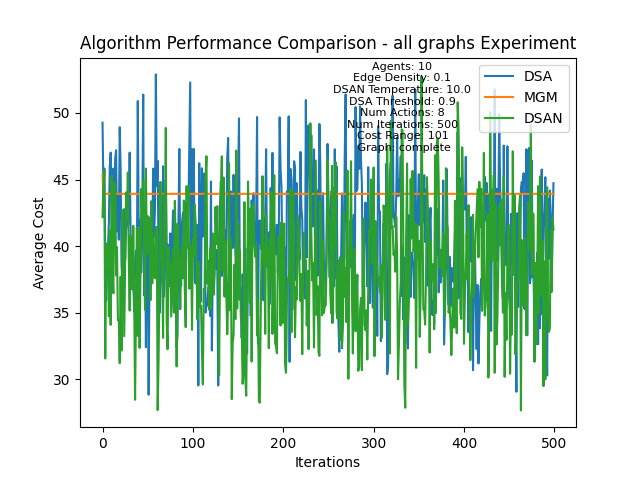 Algorithm Performance Comparison - all graphs Experiment
Agents: 10
Edge Density: 0.1
DSAN Temperature: 10.0
DSA Threshold: 0.9
Num Actions: 8
Num Iterations: 500
Cost Range: 101
Graph: complete
DSA
MGM
DSAN
Average Cost
50
45
40
35
30
0
100
200
300
400
500
Iterations